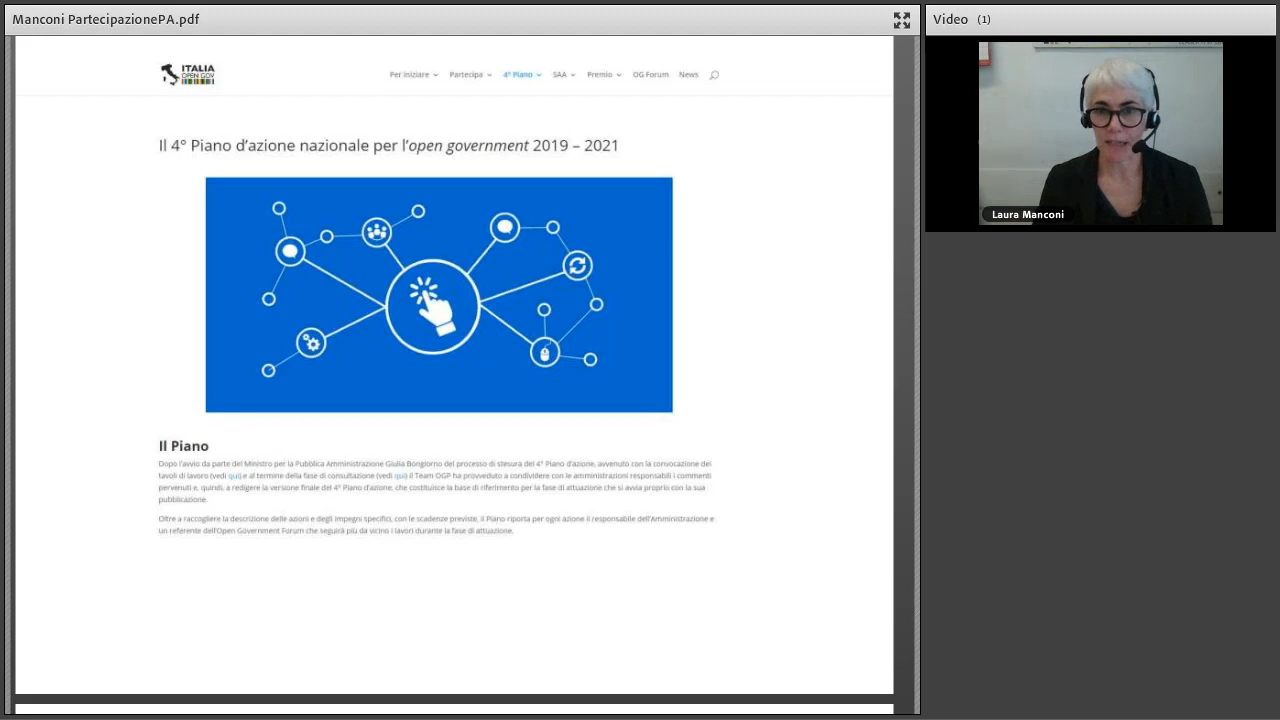 Manconi PartecipazionePA.pdf
Video (1)
ITALIA
OPEN GOV
Per iniziare Partecipa 4° Piano SAA Premio OG Forum News
Laura Manconi
Il 4° Piano d'azione nazionale per l'open government 2019 – 2021
Il Piano
Dopo l'avvio da parte del Ministro per la Pubblica Amministrazione Giulia Bongiorno del processo di stesura del 4° Piano d'azione, avvenuto con la convocazione dei
tavoli di lavoro (vedi qui) e al termine della fase di consultazione (vedi qui) il Team OGP ha provveduto a condividere con le amministrazioni responsabili i commenti
pervenuti e, quindi, a redigere la versione finale del 4° Piano d'azione, che costituisce la base di riferimento per la fase di attuazione che si avvia proprio con la sua
pubblicazione.
Oltre a raccogliere la descrizione delle azioni e degli impegni specifici, con le scadenze previste, il Piano riporta per ogni azione il responsabile dell'Amministrazione e
un referente dell'Open Government Forum che seguirà più da vicino i lavori durante la fase di attuazione.